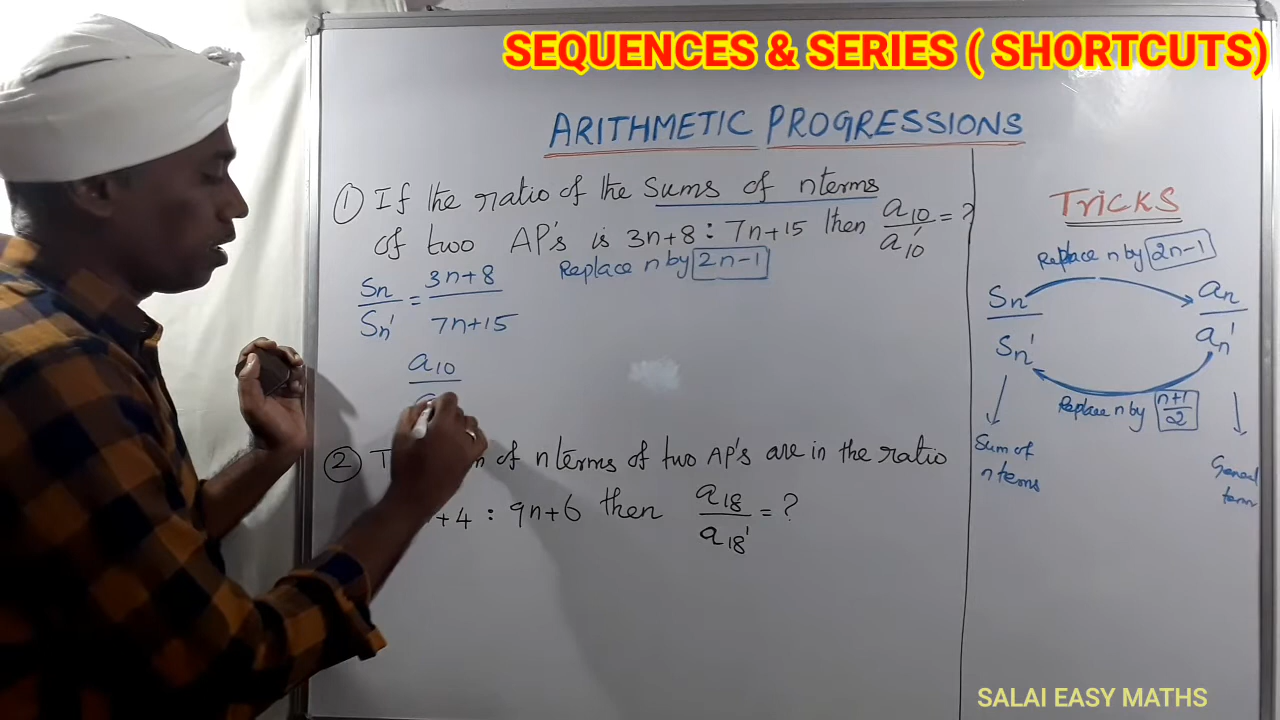 SEQUENCES & SERIES ( SHORTCUTS)
ARITHMETIC PROGRESSIONS
① If the ratio of the sums of n terms
of two AP's is 3n+8 : 7n+15 then a10/a10' = ?
Replace n by 2n-1
Sn/Sn' = 3n+8/7n+15
a10
② T of n terms of two AP's are in the ratio
+4 : 9n+6 then a18/a18' = ?
Tricks
Replace n by 2n-1
Sn/Sn' an/an'
Replace n by n+1/2
Sum of
n terms
General
term
SALAI EASY MATHS